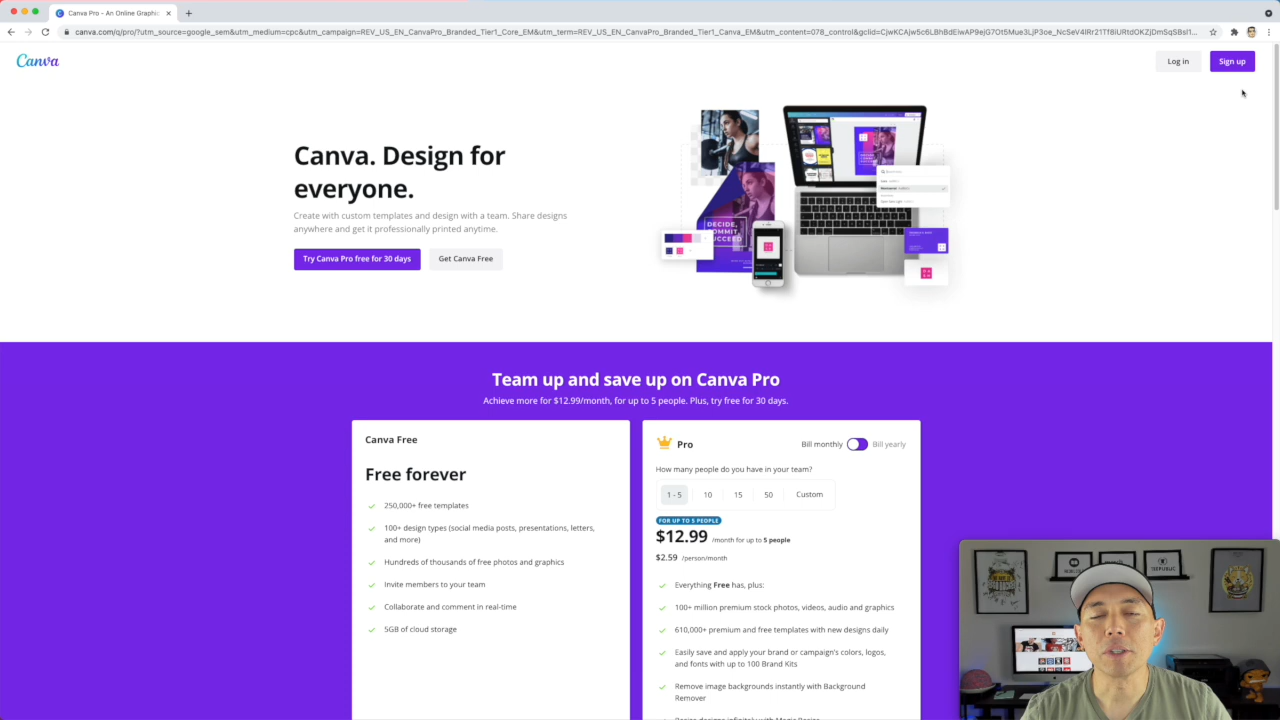 Canva Pro - An Online Graphic
canva.com/q/pro/?utm_source=google_sem&utm_medium=cpc&utm_campaign=REV_US_EN_CanvaPro_Branded_Tier1_Core_EM&utm_term=REV_US_EN_CanvaPro_Branded_Tier1_Canva_EM&utm_content=078_control
Canva
Log in
Sign up
Canva. Design for
everyone.
Create with custom templates and design with a team. Share designs
anywhere and get it professionally printed anytime.
Try Canva Pro free for 30 days
Get Canva Free
DECIDE,
COMMIT,
SUCCEED
Team up and save up on Canva Pro
Achieve more for $12.99/month, for up to 5 people. Plus, try free for 30 days.
Canva Free
Free forever
250,000+ free templates
100+ design types (social media posts, presentations, letters,
and more)
Hundreds of thousands of free photos and graphics
Invite members to your team
Collaborate and comment in real-time
5GB of cloud storage
Pro
Bill monthly
Bill yearly
How many people do you have in your team?
1 - 5
10
15
50
Custom
FOR UP TO 5 PEOPLE
$12.99 /month for up to 5 people
$2.59 /person/month
Everything Free has, plus:
100+ million premium stock photos, videos, audio and graphics
610,000+ premium and free templates with new designs daily
Easily save and apply your brand or campaign's colors, logos,
and fonts with up to 100 Brand Kits
Remove image backgrounds instantly with Background
Remover
TEEPUBLIC